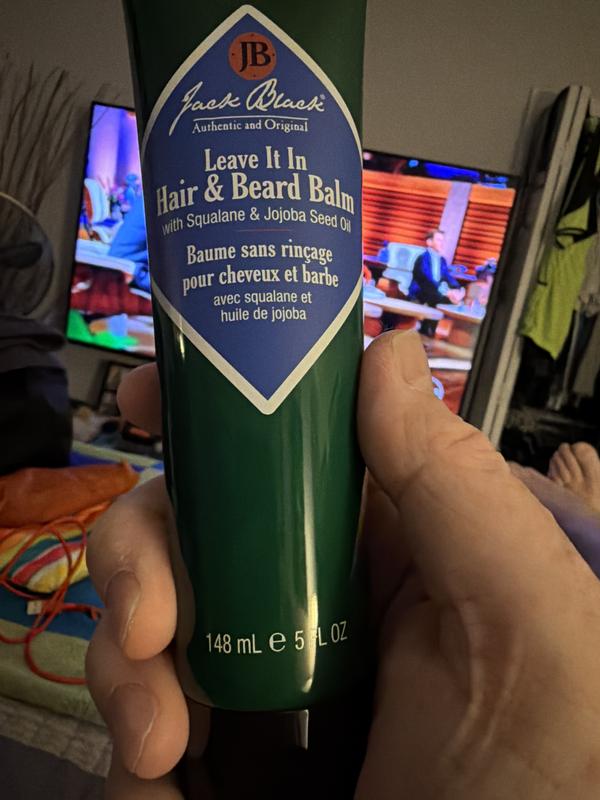 JB
Jack Black®
Authentic and Original
Leave It In
Hair & Beard Balm
with Squalane & Jojoba Seed Oil
Baume sans rinçage
pour cheveux et barbe
avec squalane et
huile de jojoba
148 mL ℮ 5 FL OZ